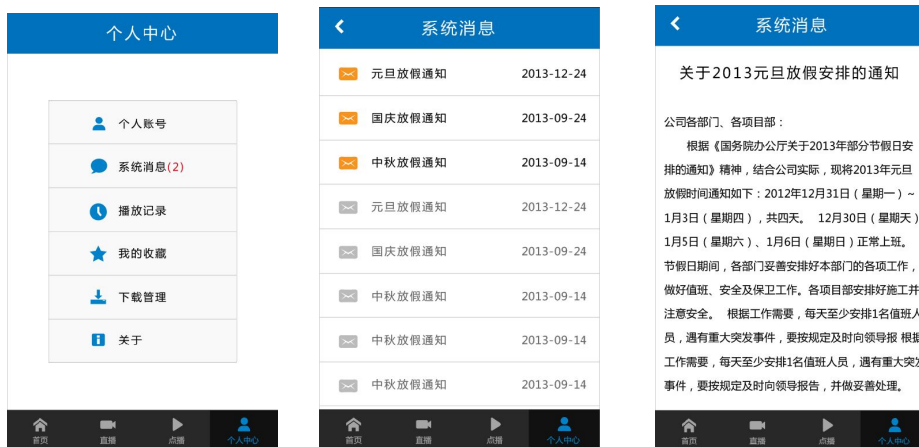 个人中心
个人账号
系统消息(2)
播放记录
我的收藏
下载管理
关于
首页
直播
点播
个人中心
系统消息
元旦放假通知 2013-12-24
国庆放假通知 2013-09-24
中秋放假通知 2013-09-14
元旦放假通知 2013-12-24
国庆放假通知 2013-09-24
中秋放假通知 2013-09-14
中秋放假通知 2013-09-14
中秋放假通知 2013-09-14
首页
直播
点播
个人中心
系统消息
关于2013元旦放假安排的通知
公司各部门、各项目部：
根据《国务院办公厅关于2013年部分节假日安
排的通知》精神，结合公司实际，现将2013年元旦
放假时间通知如下：2012年12月31日（星期一）~
1月3日（星期四），共四天。 12月30日（星期天）
1月5日（星期六）、1月6日（星期日）正常上班。
节假日期间，各部门妥善安排好本部门的各项工作，
做好值班、安全及保卫工作。各项目部安排好施工并
注意安全。 根据工作需要，每天至少安排1名值班人
员，遇有重大突发事件，要按规定及时向领导报 根据
工作需要，每天至少安排1名值班人员，遇有重大突发
事件，要按规定及时向领导报告，并做妥善处理。
首页
直播
点播
个人中心